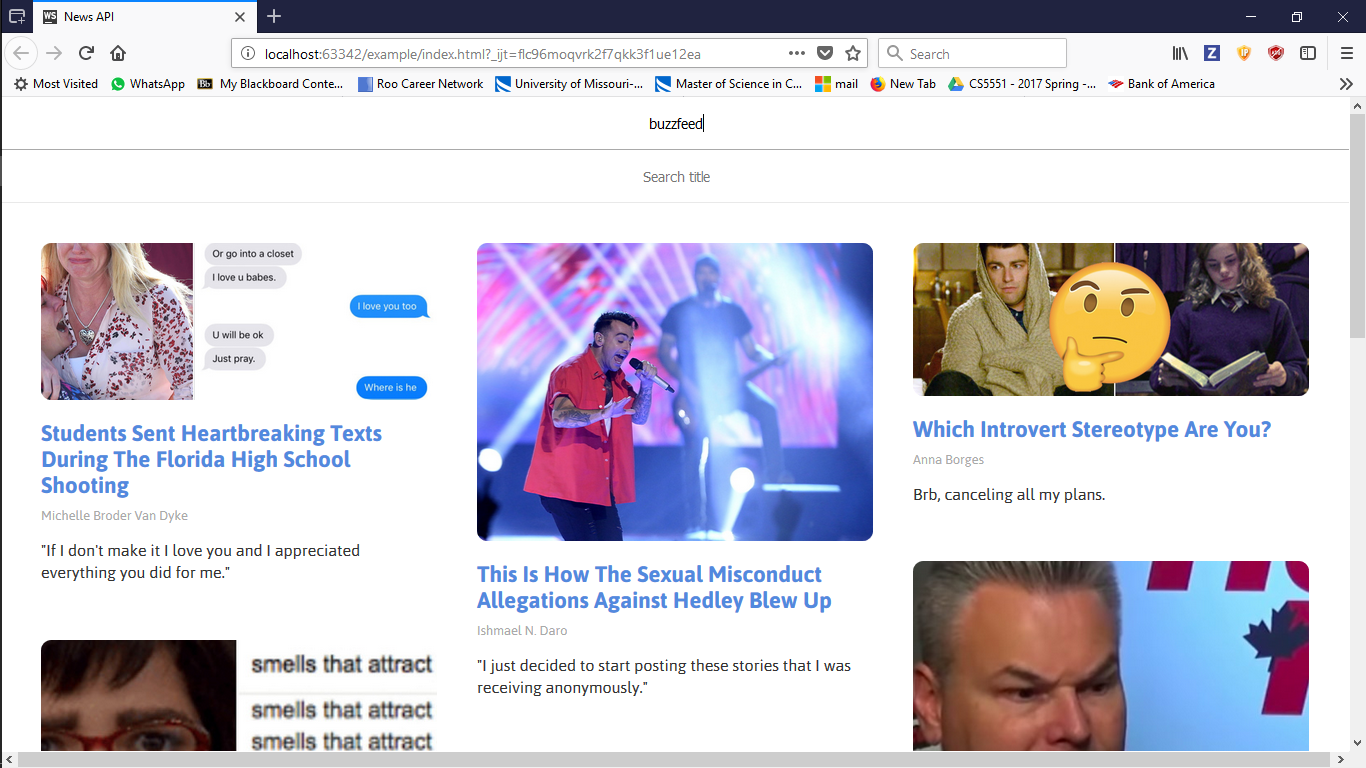 WS News API
localhost:63342/example/index.html?_ijt=flc96moqvrk2f7qkk3f1ue12ea
Search
Most Visited
WhatsApp
Bb My Blackboard Conte...
Roo Career Network
University of Missouri-...
Master of Science in C...
mail
New Tab
CS5551 - 2017 Spring -...
Bank of America
buzzfeed
Search title
Or go into a closet
I love u babes.
I love you too
U will be ok
Just pray.
Where is he
Students Sent Heartbreaking Texts
During The Florida High School
Shooting
Michelle Broder Van Dyke
"If I don't make it I love you and I appreciated
everything you did for me."
smells that attract
smells that attract
smells that attract
This Is How The Sexual Misconduct
Allegations Against Hedley Blew Up
Ishmael N. Daro
"I just decided to start posting these stories that I was
receiving anonymously."
Which Introvert Stereotype Are You?
Anna Borges
Brb, canceling all my plans.